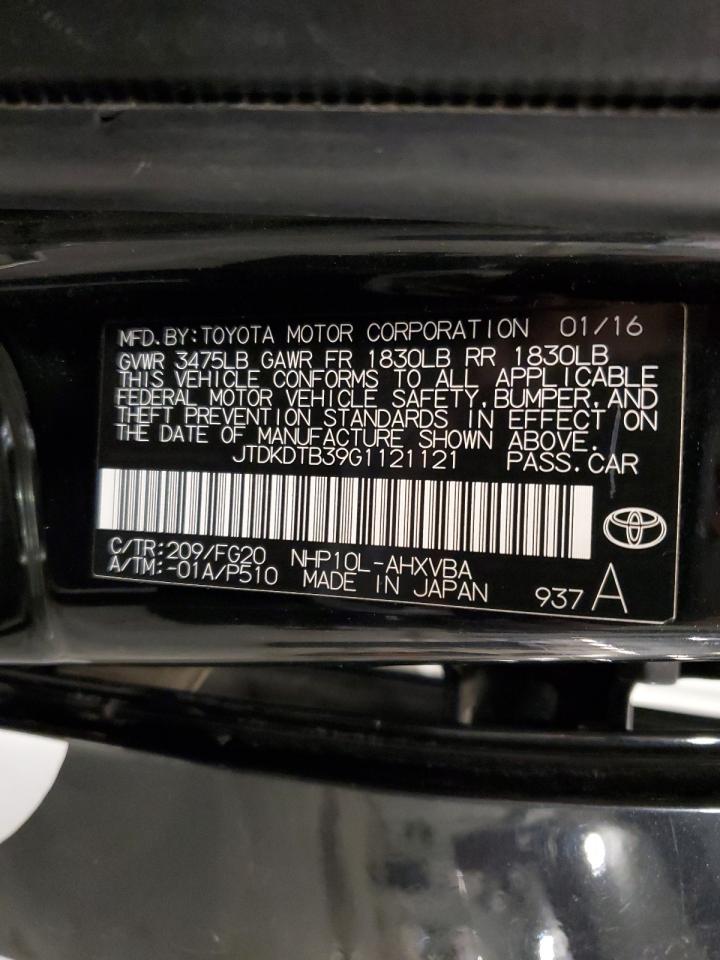 MFD. BY: TOYOTA MOTOR CORPORATION 01/16
GVWR 3475LB GAWR FR 1830LB RR 1830LB
THIS VEHICLE CONFORMS TO ALL APPLICABLE
FEDERAL MOTOR VEHICLE SAFETY, BUMPER, AND
THEFT PREVENTION STANDARDS IN EFFECT ON
THE DATE OF MANUFACTURE SHOWN ABOVE.
JTDKDTB39G1121121 PASS. CAR
C/TR: 209/FG20 NHP10L-AHXVBA
A/TM: -01A/P510 MADE IN JAPAN 937 A